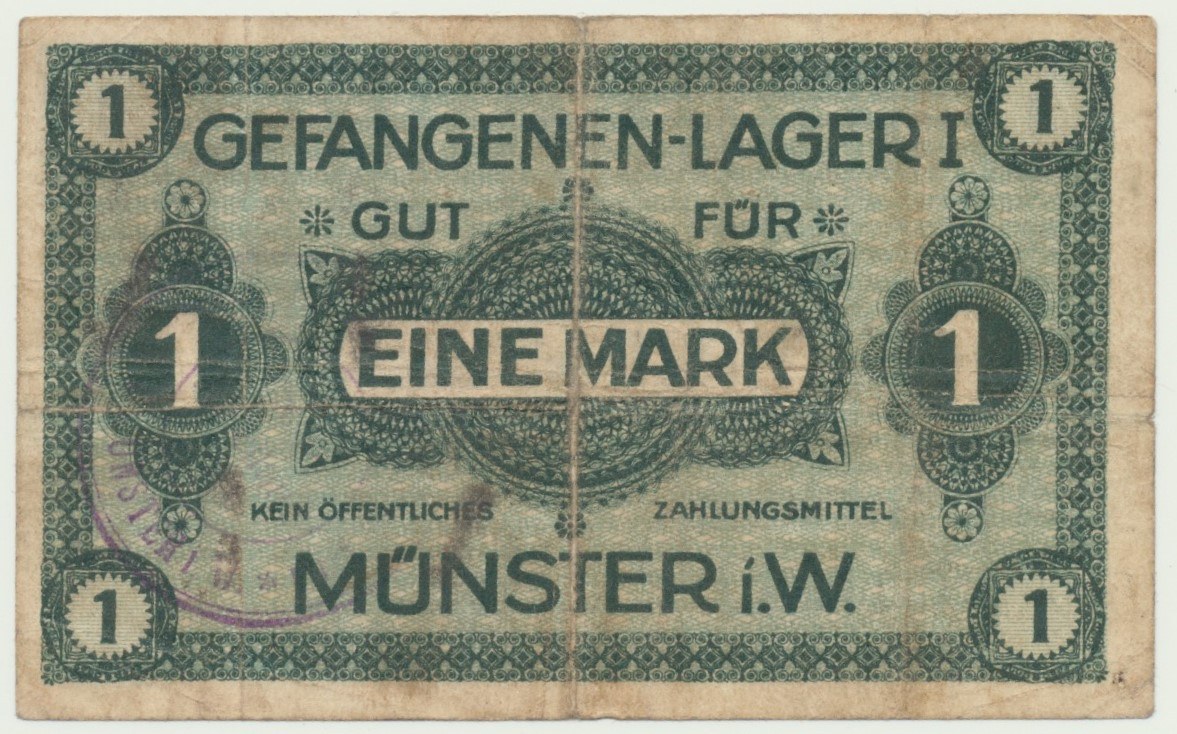 1 1
GEFANGENEN-LAGER I
GUT FÜR
1 EINE MARK 1
KEIN ÖFFENTLICHES ZAHLUNGSMITTEL
MÜNSTER i.W.
1 1